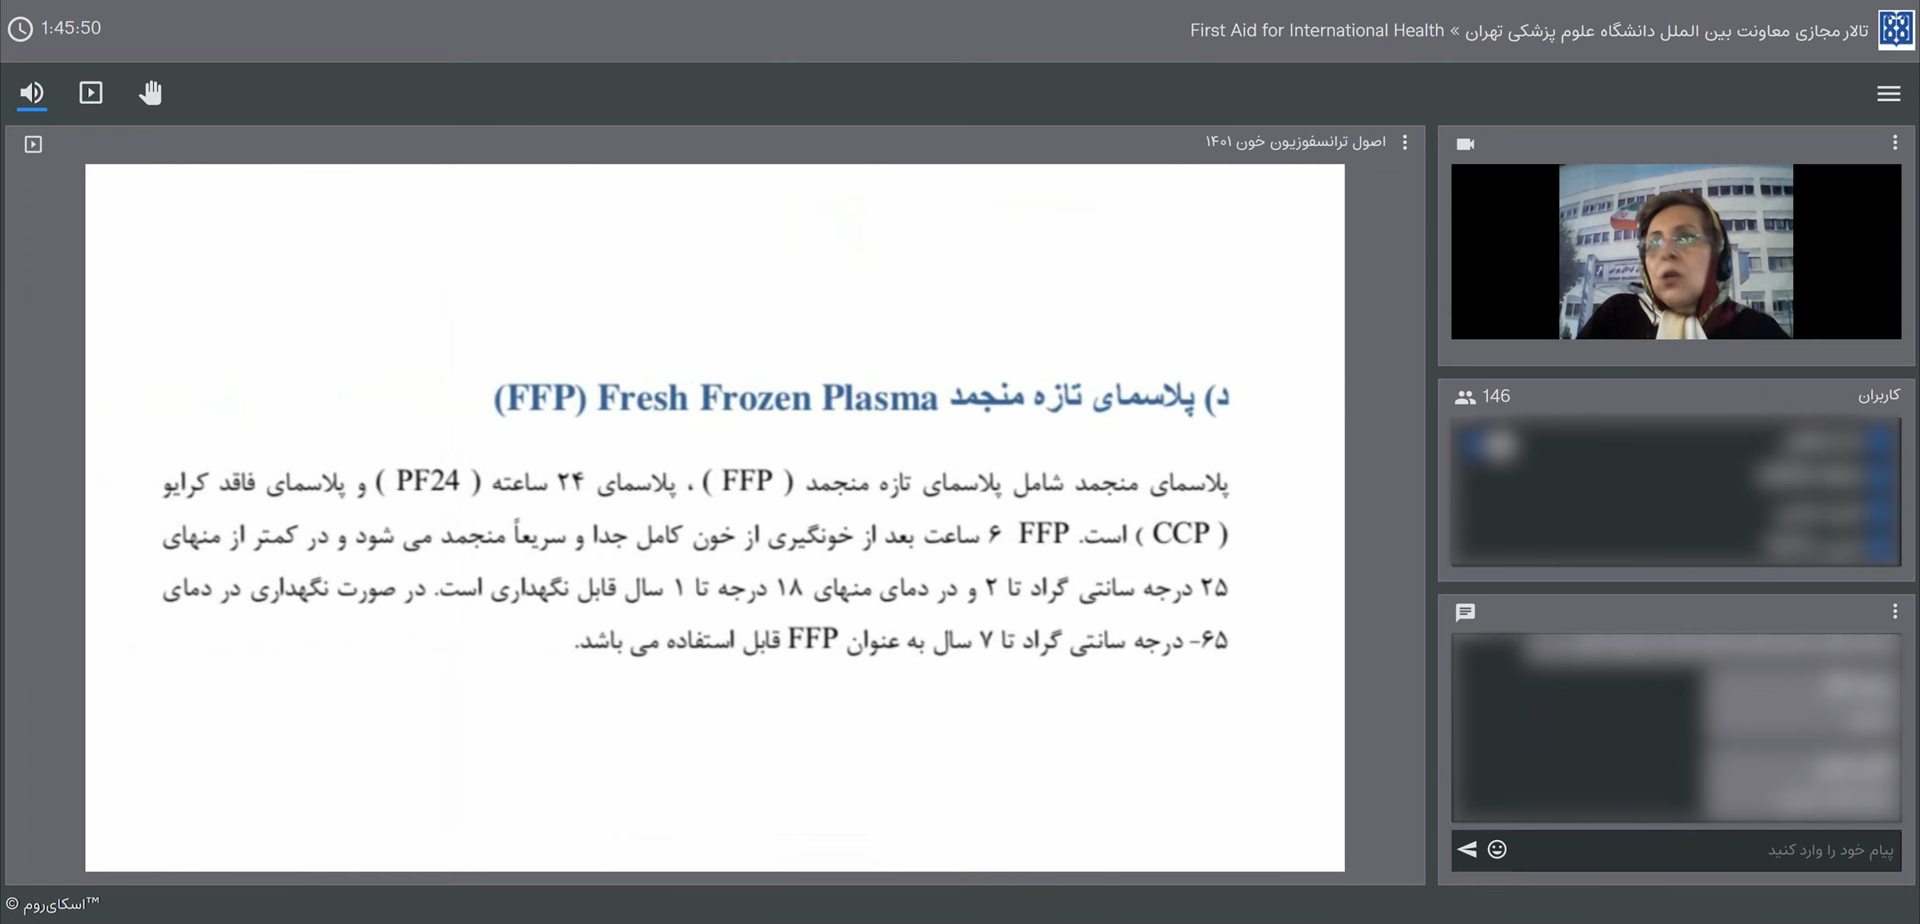 1:45:50
تالار مجازی معاونت بین الملل دانشگاه علوم پزشکی تهران » First Aid for International Health
اصول ترانسفوزیون خون ۱۴۰۱
د) پلاسمای تازه منجمد Fresh Frozen Plasma (FFP)
پلاسمای منجمد شامل پلاسمای تازه منجمد ( FFP ) ، پلاسمای ۲۴ ساعته ( PF24 ) و پلاسمای فاقد کرایو
( CCP ) است. FFP ۶ ساعت بعد از خونگیری از خون کامل جدا و سریعاً منجمد می شود و در کمتر از منهای
۲۵ درجه سانتی گراد تا ۲ و در دمای منهای ۱۸ درجه تا ۱ سال قابل نگهداری است. در صورت نگهداری در دمای
۶۵- درجه سانتی گراد تا ۷ سال به عنوان FFP قابل استفاده می باشد.
کاربران
146
پیام خود را وارد کنید
© اسکای‌روم™